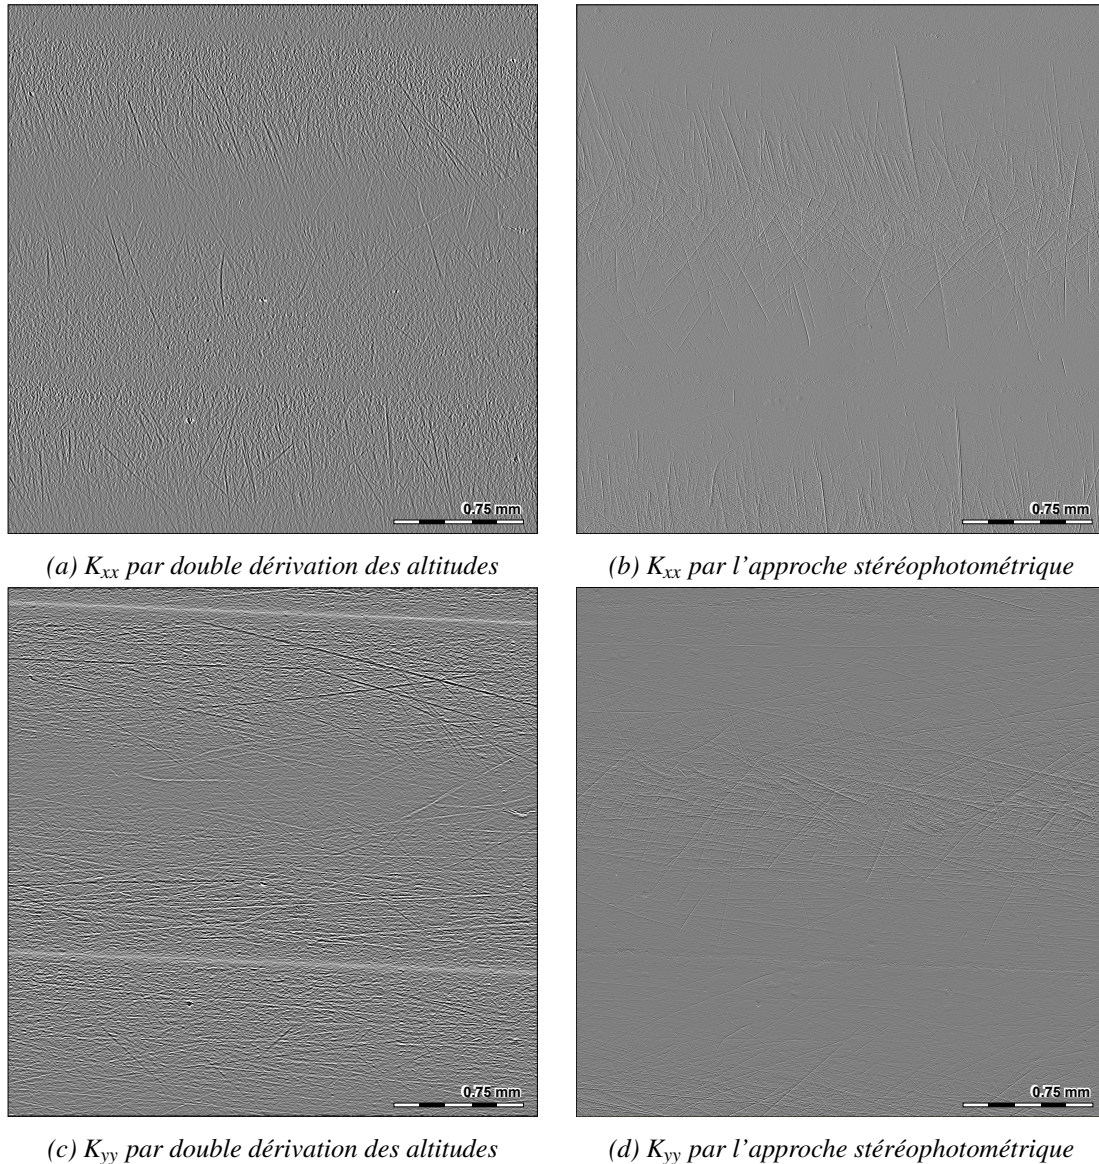 0.75 mm
0.75 mm
(a) Kxx par double dérivation des altitudes
(b) Kxx par l'approche stéréophotométrique
0.75 mm
0.75 mm
(c) Kyy par double dérivation des altitudes
(d) Kyy par l'approche stéréophotométrique